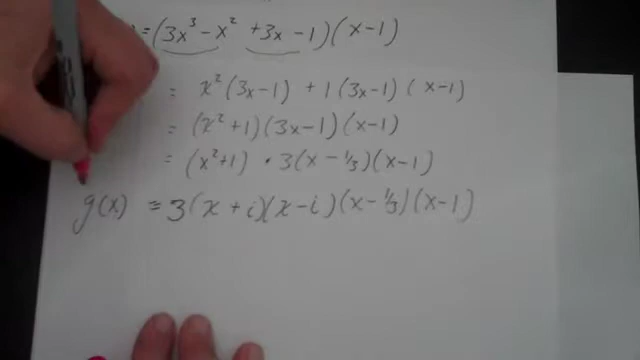 ) = (3x³ - x² + 3x - 1)(x - 1)
= x²(3x - 1) + 1(3x - 1)(x - 1)
= (x² + 1)(3x - 1)(x - 1)
= (x² + 1) · 3(x - 1/3)(x - 1)
g(x) = 3(x + i)(x - i)(x - 1/3)(x - 1)